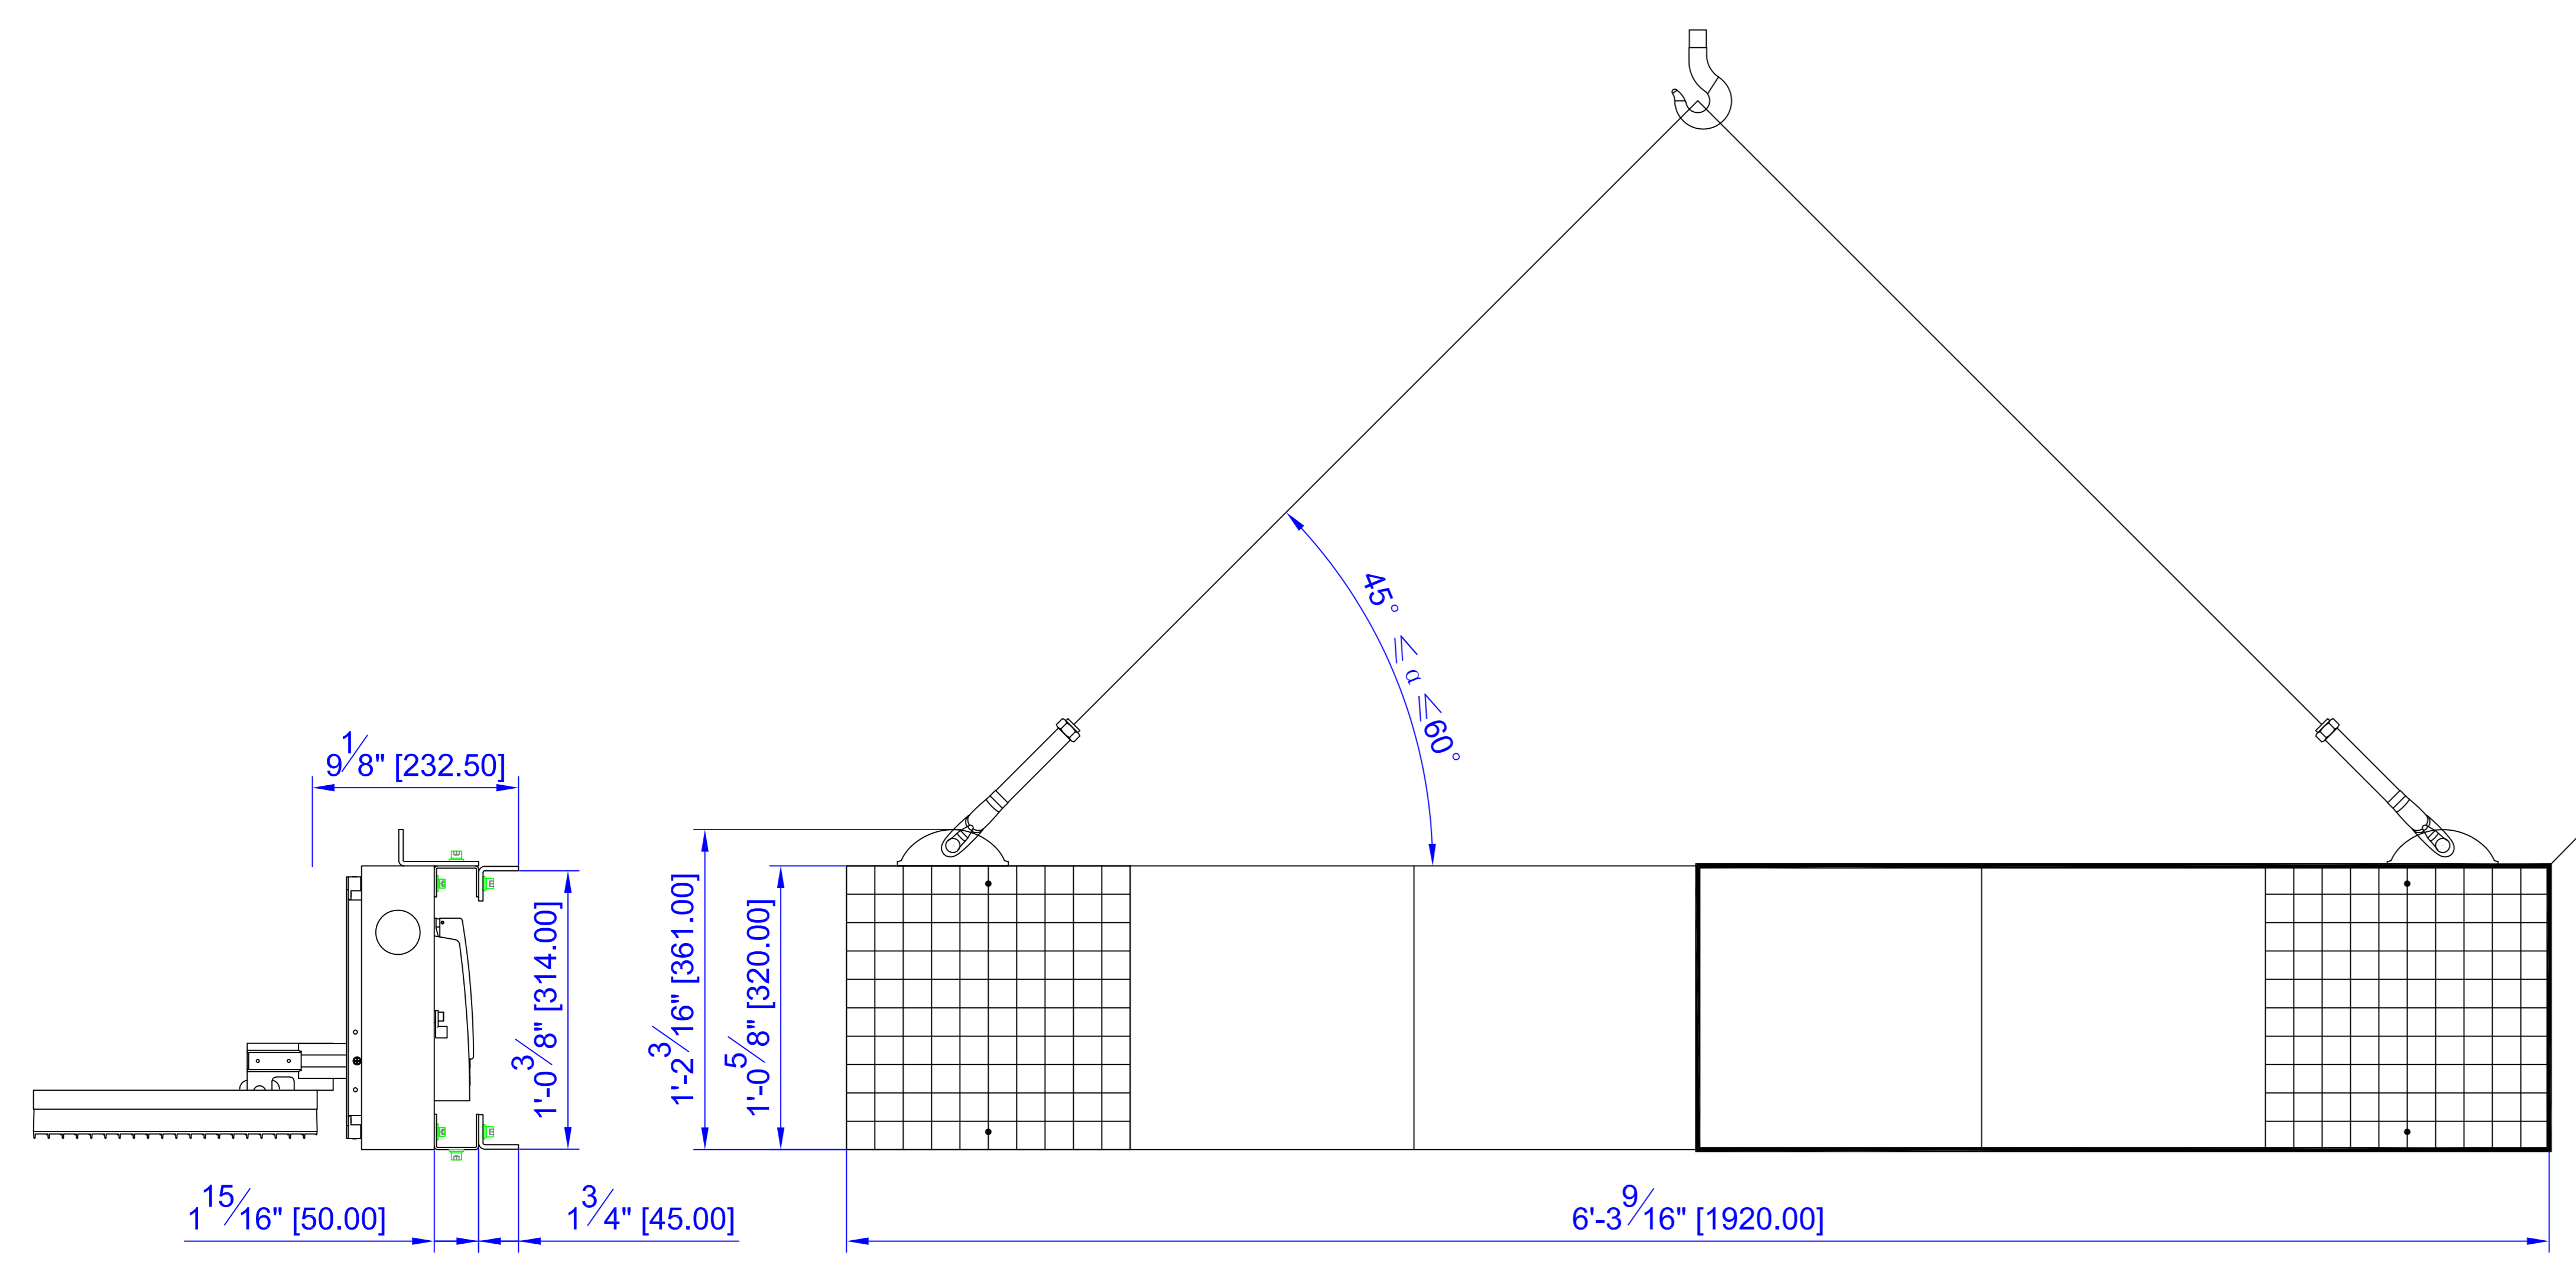 45° ≤ α ≤60°
9 1/8" [232.50]
1'-0 3/8" [314.00]
1'-2 3/16" [361.00]
1'-0 5/8" [320.00]
1 15/16" [50.00]
1 3/4" [45.00]
6'-3 9/16" [1920.00]